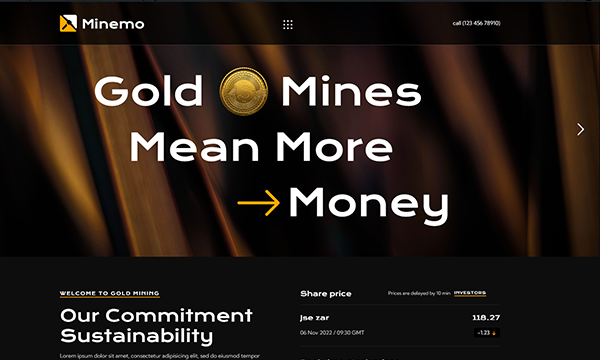 Minemo
call (123 456 78910)
Gold Mines
Mean More
Money
WELCOME TO GOLD MINING
Our Commitment
Sustainability
Lorem ipsum dolor sit amet, consectetur adipisicing elit, sed do eiusmod tempor
Share price
Prices are delayed by 10 min
INVESTORS
jse zar
118.27
06 Nov 2022 / 09:30 GMT
-1.23